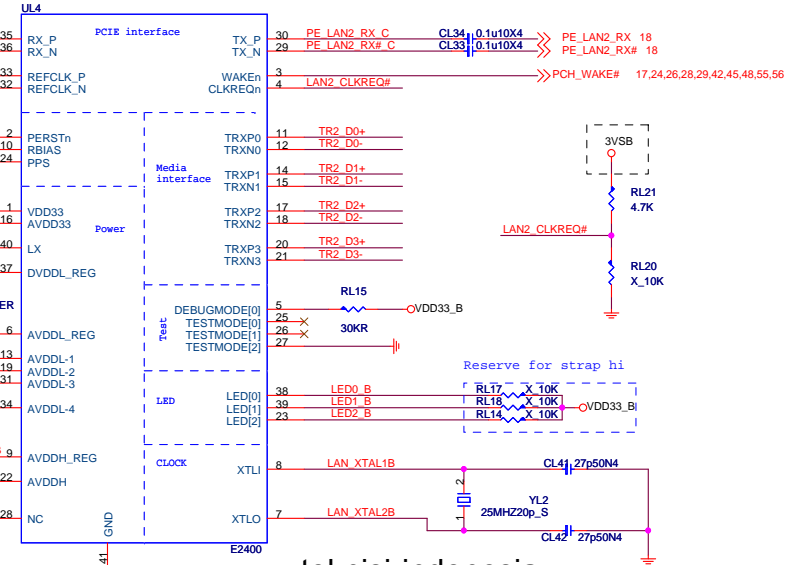 UL4
PCIE interface
35 RX_P TX_P 30 PE_LAN2_RX_C CL34 0.1u10X4 PE_LAN2_RX 18
36 RX_N TX_N 29 PE_LAN2_RX#_C CL33 0.1u10X4 PE_LAN2_RX# 18
33 REFCLK_P WAKEn 3 PCH_WAKE# 17,24,26,28,29,42,45,48,55,56
32 REFCLK_N CLKREQn 4 LAN2_CLKREQ#
2 PERSTn TRXP0 11 TR2_D0+
10 RBIAS TRXN0 12 TR2_D0-
24 PPS
3VSB
Media
interface
TRXP1 14 TR2_D1+
TRXN1 15 TR2_D1-
RL21
4.7K
1 VDD33 TRXP2 17 TR2_D2+
16 AVDD33 TRXN2 18 TR2_D2-
Power
LAN2_CLKREQ#
40 LX TRXP3 20 TR2_D3+
TRXN3 21 TR2_D3-
37 DVDDL_REG
RL20
X_10K
ER
Test
RL15
DEBUGMODE[0] 5 VDD33_B
TESTMODE[0] 25
30KR
6 AVDDL_REG TESTMODE[1] 26
TESTMODE[2] 27
13 AVDDL-1
19 AVDDL-2
31 AVDDL-3
Reserve for strap hi
34 AVDDL-4
LED
LED[0] 38 LED0_B RL17 X_10K
LED[1] 39 LED1_B RL18 X_10K VDD33_B
LED[2] 23 LED2_B RL14 X_10K
9 AVDDH_REG
CLOCK
22 AVDDH
XTLI 8 LAN_XTAL1B CL41 27p50N4
2
YL2
25MHZ20p_S
1
28 NC XTLO 7 LAN_XTAL2B
CL42 27p50N4
GND
41
E2400